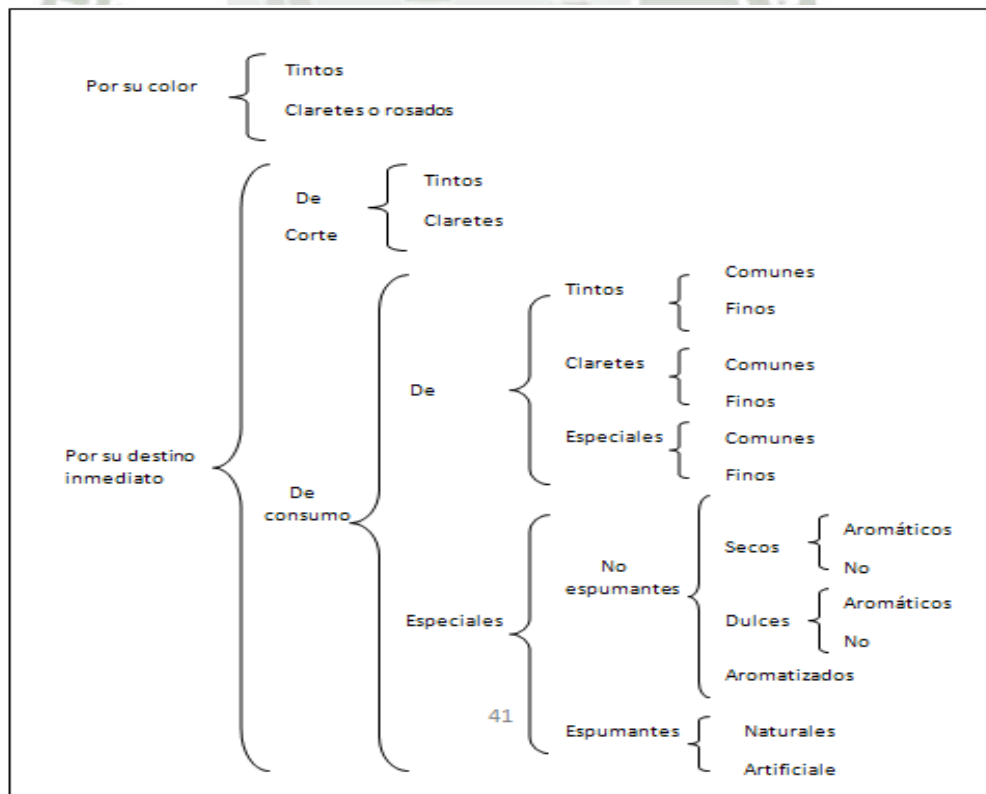 Por su color
Tintos
Claretes o rosados
Por su destino
inmediato
De
Corte
Tintos
Claretes
De
consumo
De
Tintos
Comunes
Finos
Claretes
Comunes
Finos
Especiales
Comunes
Finos
Especiales
No
espumantes
Secos
Aromáticos
No
Dulces
Aromáticos
No
Aromatizados
Espumantes
Naturales
Artificiale
41